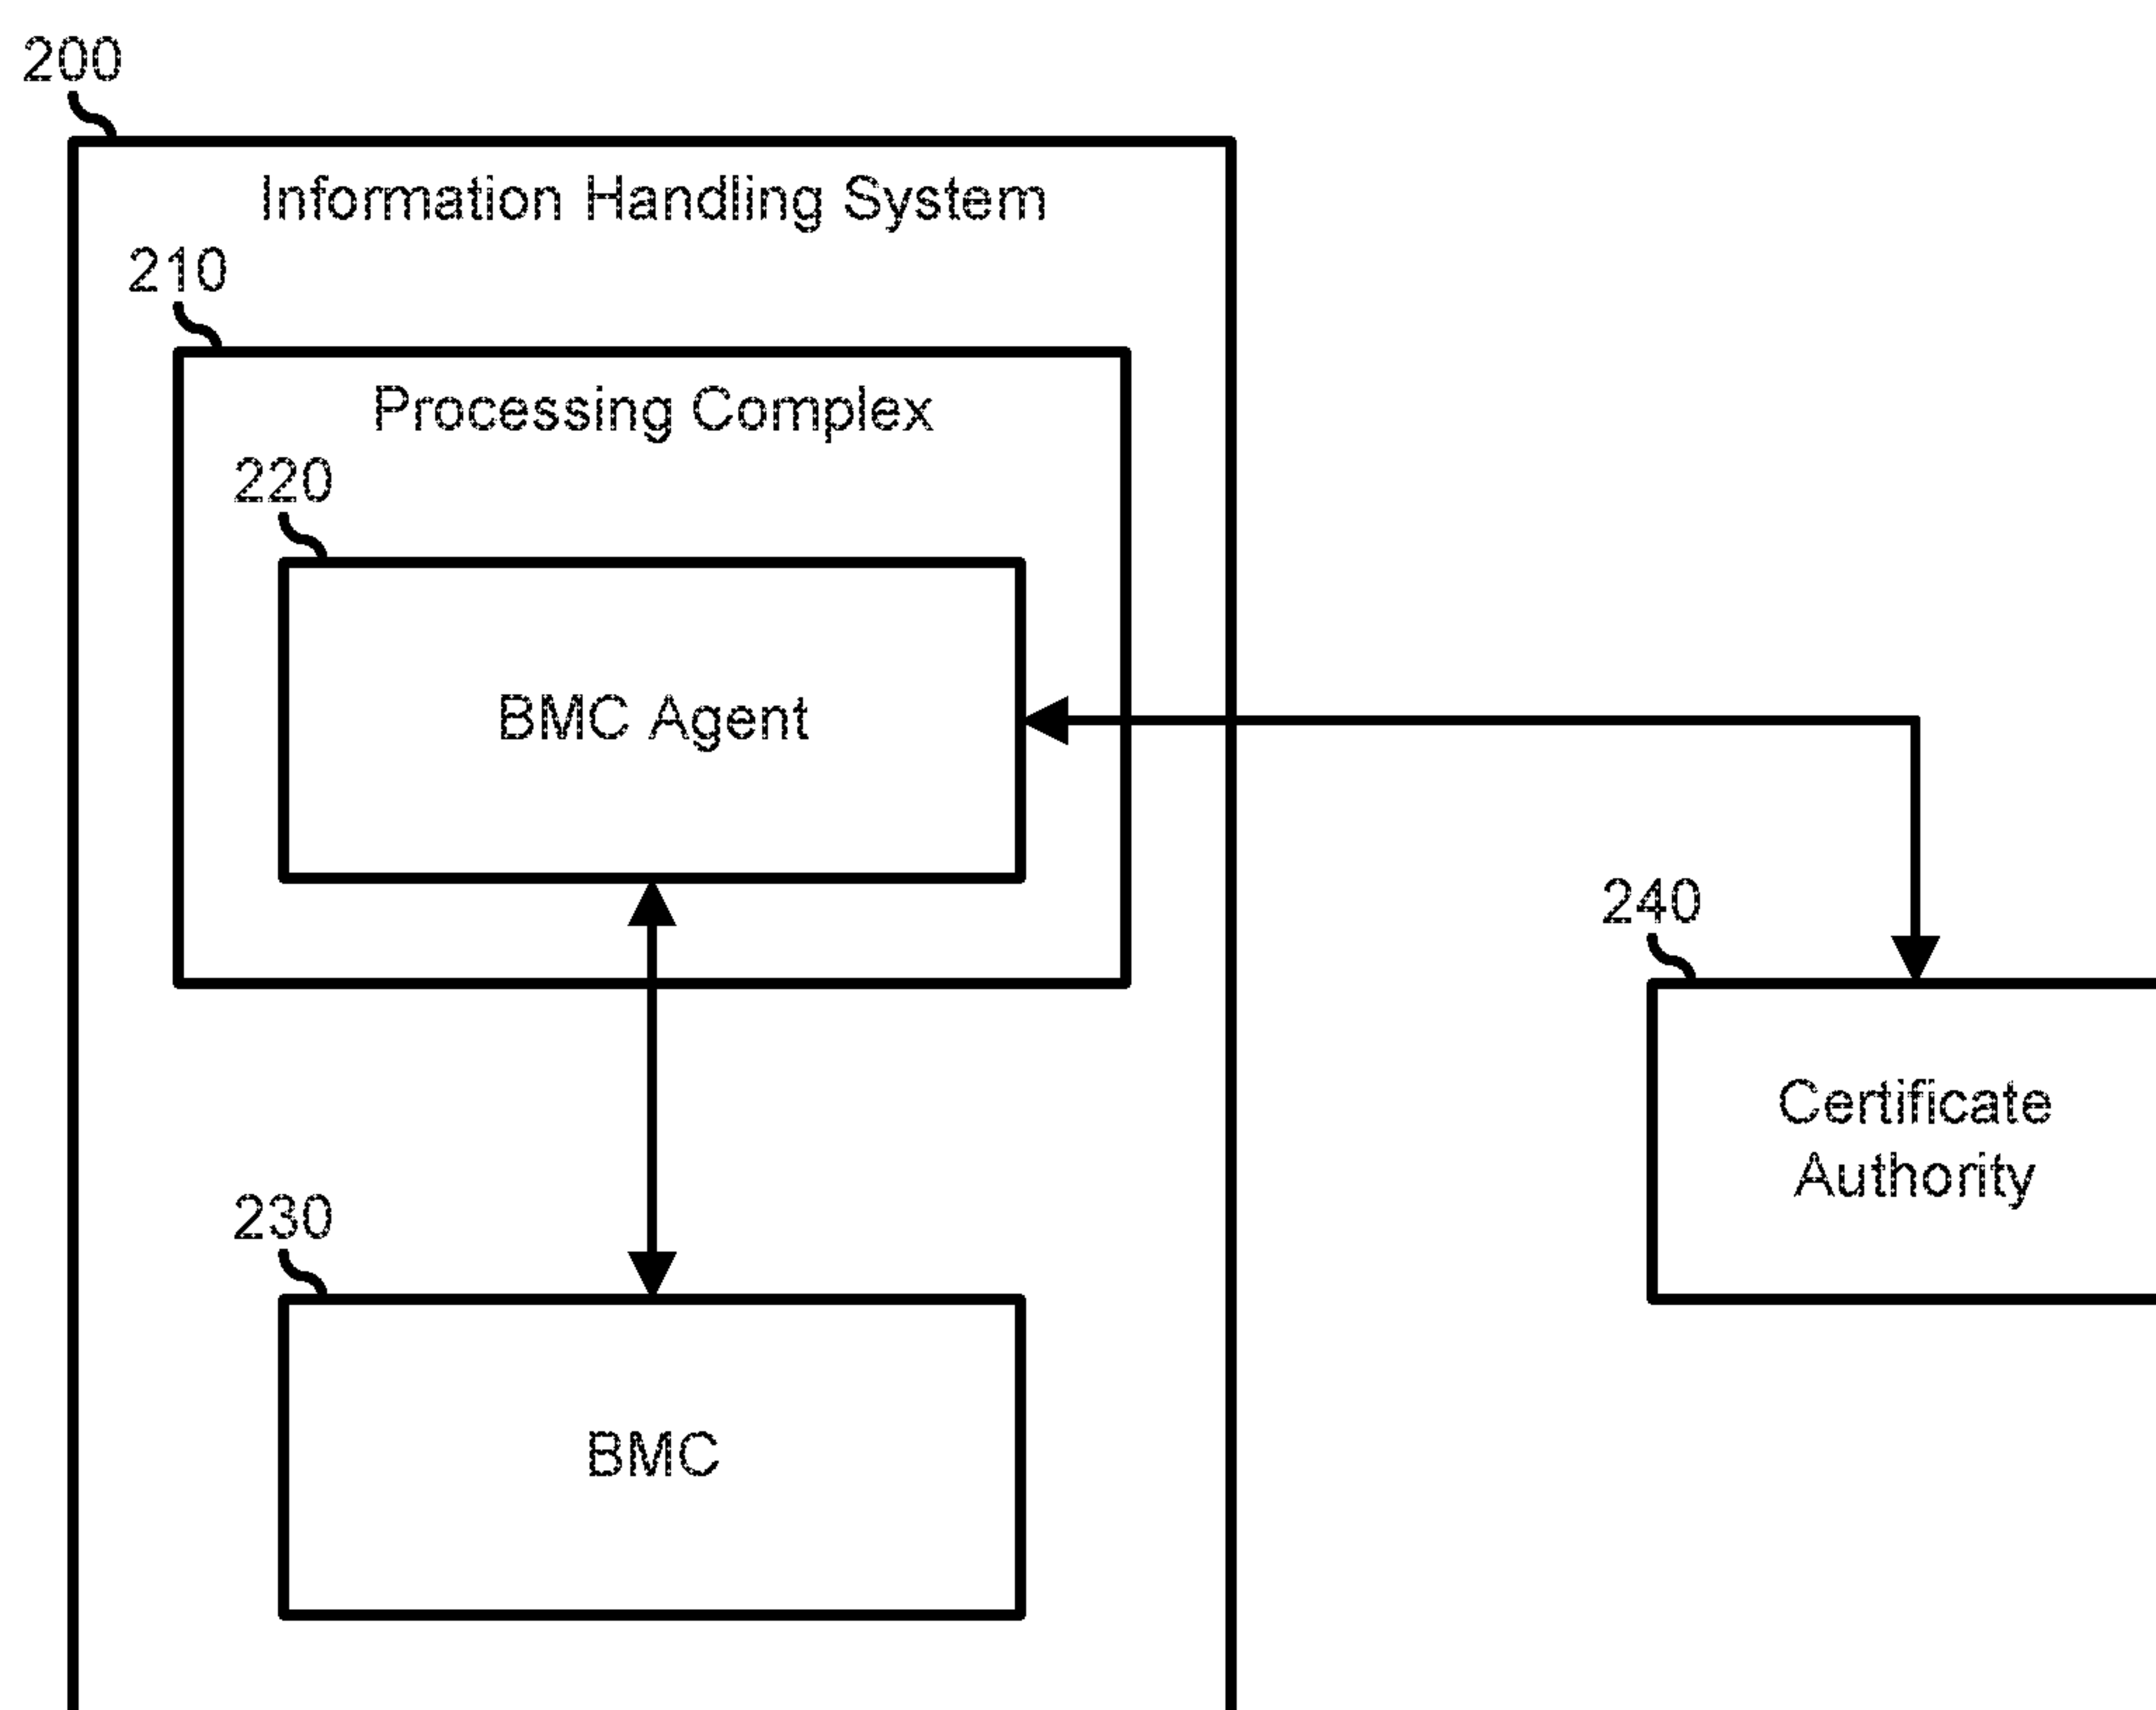 200
Information Handling System
210
Processing Complex
220
BMC Agent
240
Certificate
Authority
230
BMC